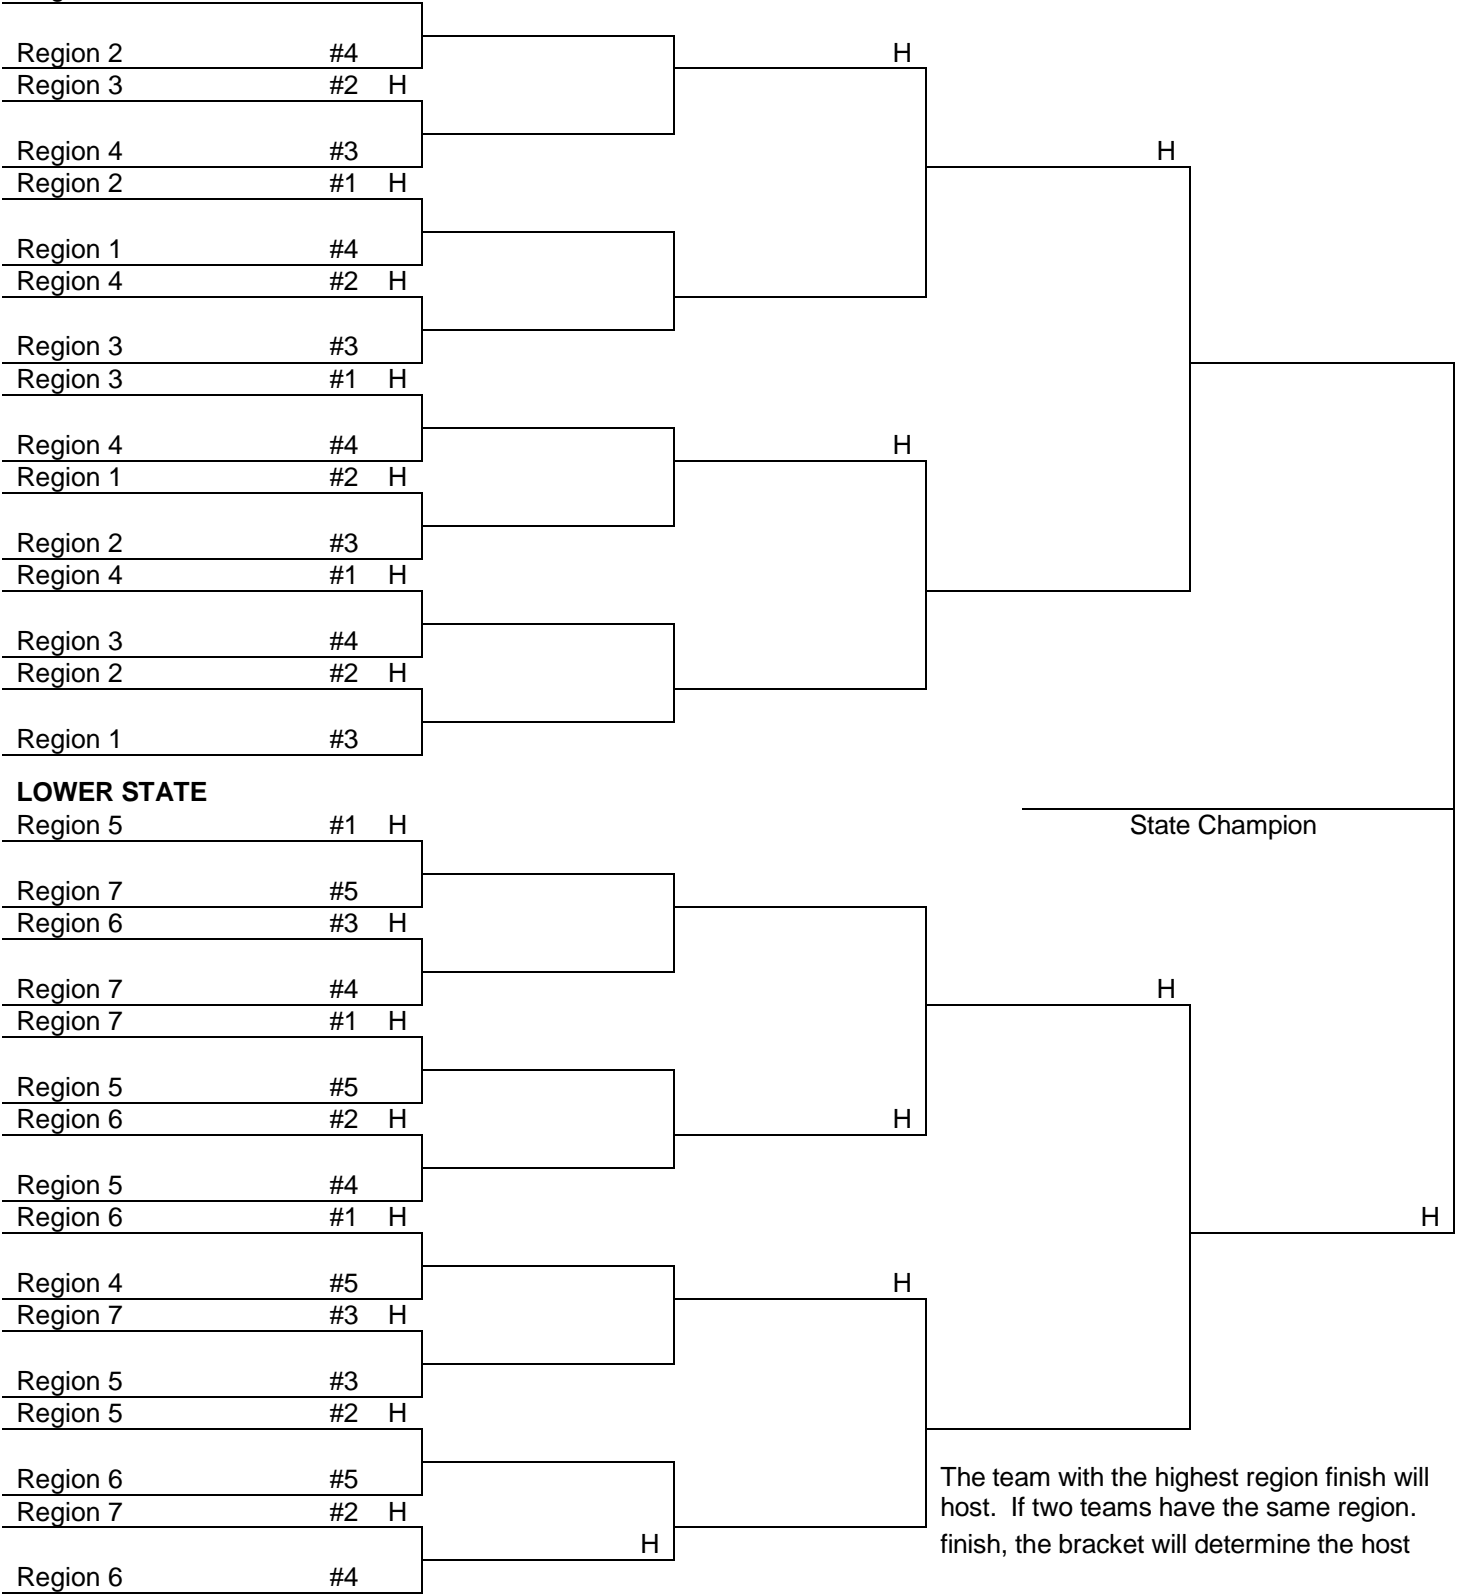 Region 2 #4 H
Region 3 #2 H
Region 4 #3 H
Region 2 #1 H
Region 1 #4
Region 4 #2 H
Region 3 #3
Region 3 #1 H
Region 4 #4 H
Region 1 #2 H
Region 2 #3
Region 4 #1 H
Region 3 #4
Region 2 #2 H
Region 1 #3
LOWER STATE
Region 5 #1 H
State Champion
Region 7 #5
Region 6 #3 H
Region 7 #4 H
Region 7 #1 H
Region 5 #5
Region 6 #2 H H
Region 5 #4
Region 6 #1 H H
Region 4 #5 H
Region 7 #3 H
Region 5 #3
Region 5 #2 H
Region 6 #5
Region 7 #2 H
H
Region 6 #4
The team with the highest region finish will
host. If two teams have the same region.
finish, the bracket will determine the host